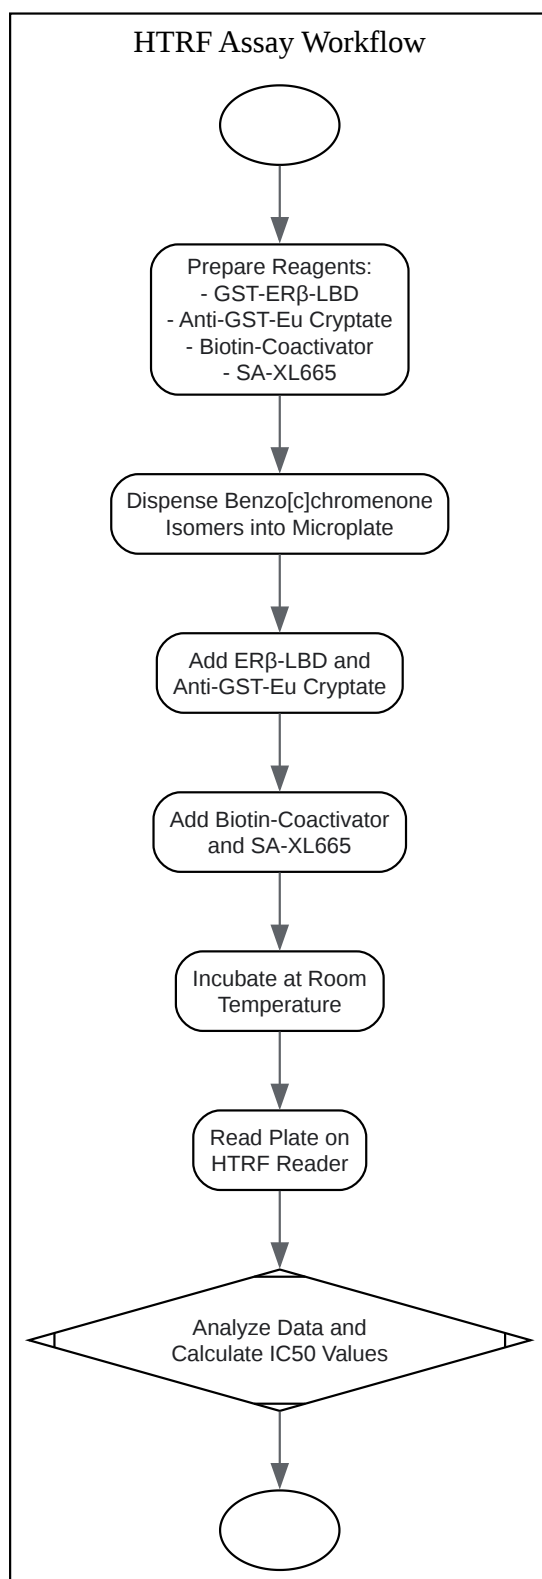 HTRF Assay Workflow
Prepare Reagents:
- GST-ERβ-LBD
- Anti-GST-Eu Cryptate
- Biotin-Coactivator
- SA-XL665
Dispense Benzo[c]chromenone
Isomers into Microplate
Add ERβ-LBD and
Anti-GST-Eu Cryptate
Add Biotin-Coactivator
and SA-XL665
Incubate at Room
Temperature
Read Plate on
HTRF Reader
Analyze Data and
Calculate IC50 Values